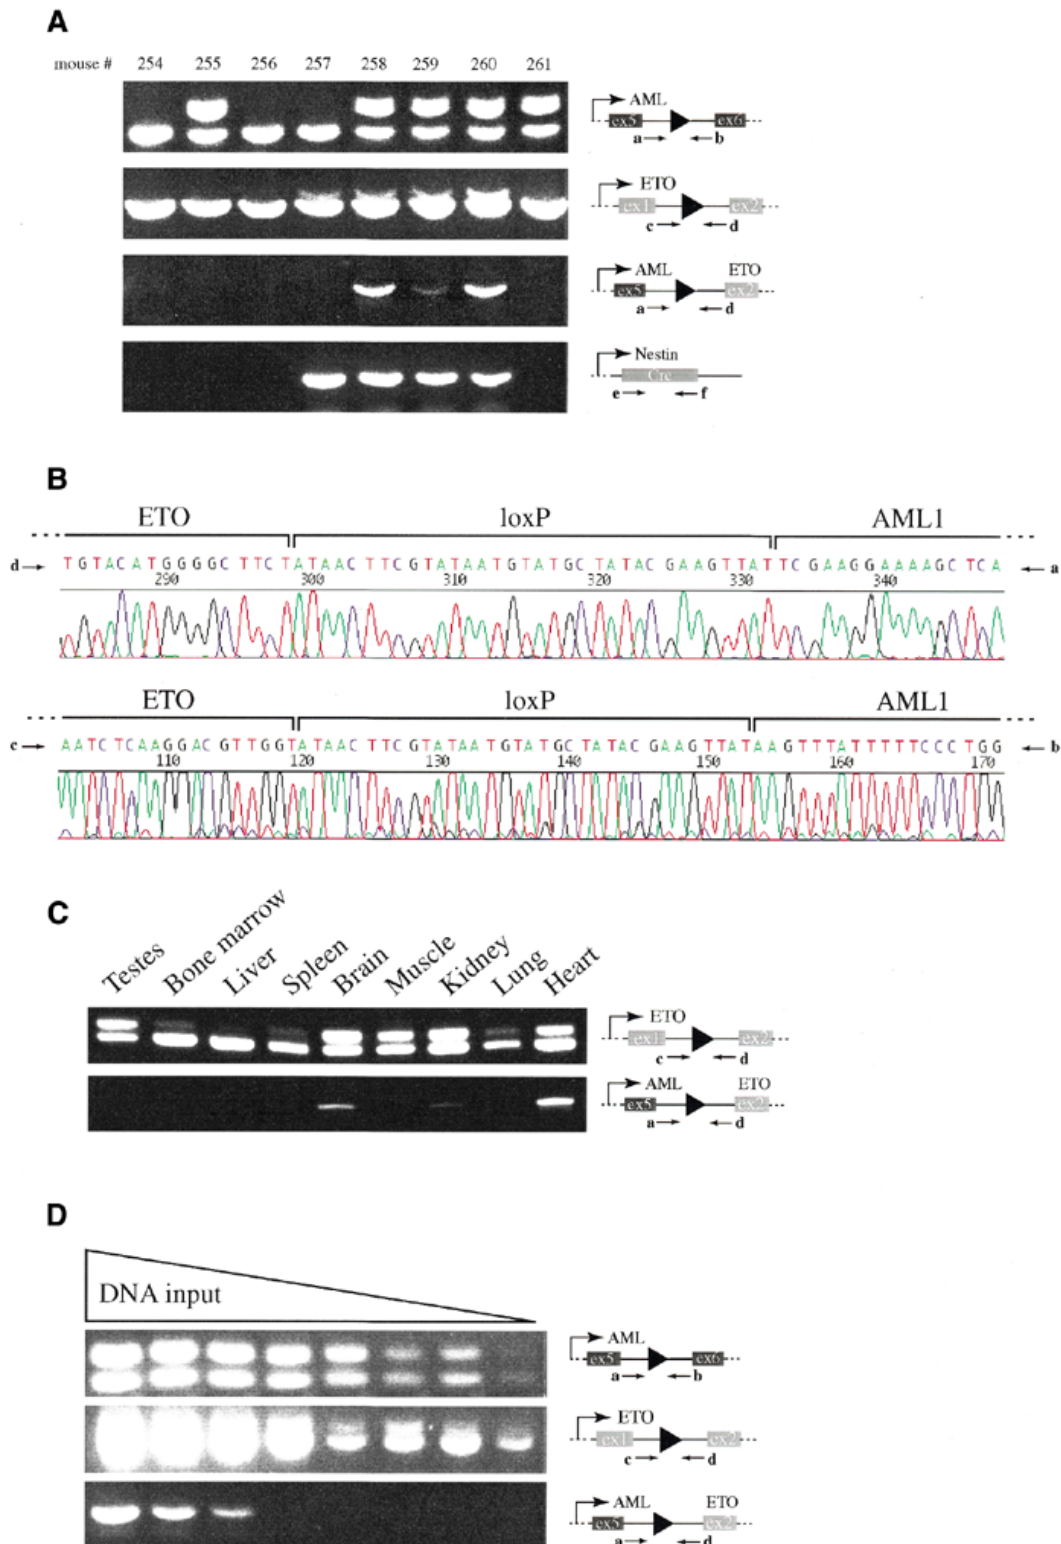 A
mouse # 254 255 256 257 258 259 260 261
AML
ex5 ex6
a b
ETO
ex1 ex2
c d
AML ETO
ex5 ex2
a d
Nestin
Cre
e f
B
ETO loxP AML1
d TGTACATGGGGCTTCTATAACTTCGTATAATGTATGCTATACGAAGTTATTCGAAGGAAAAGCTCA a
290 300 310 320 330 340
ETO loxP AML1
c AATCTCAAGGACGTTGGTATAACTTCGTATAATGTATGCTATACGAAGTTATAAGTTTATTTTTCCCTGG b
110 120 130 140 150 160 170
C
Testes Bone marrow Liver Spleen Brain Muscle Kidney Lung Heart
ETO
ex1 ex2
c d
AML ETO
ex5 ex2
a d
D
DNA input
AML
ex5 ex6
a b
ETO
ex1 ex2
c d
AML ETO
ex5 ex2
a d